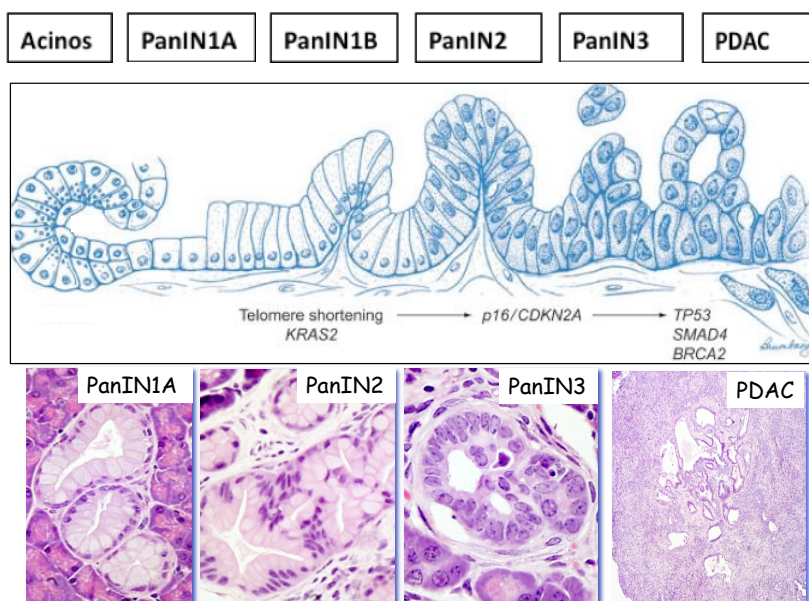 Acinos PanIN1A PanIN1B PanIN2 PanIN3 PDAC
Telomere shortening p16/CDKN2A TP53
KRAS2 SMAD4
BRCA2
PanIN1A PanIN2 PanIN3 PDAC